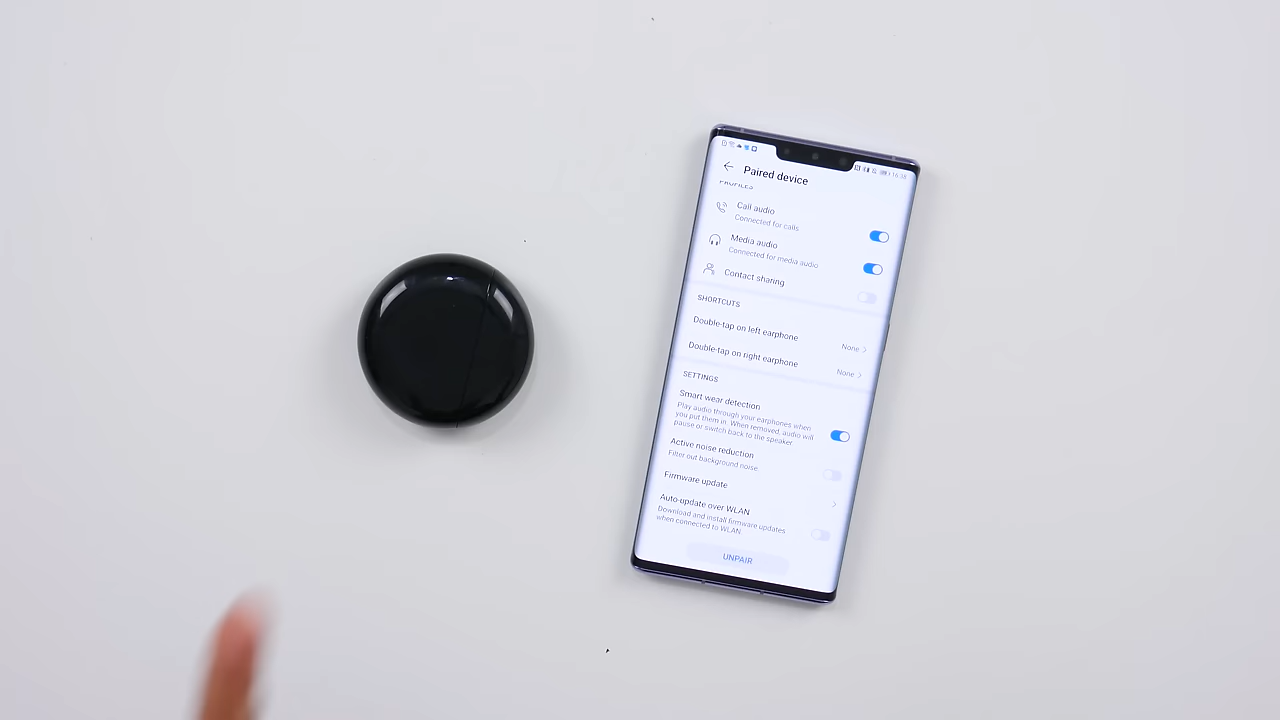 16:38
Paired device
PROFILES
Call audio
Connected for calls
Media audio
Connected for media audio
Contact sharing
SHORTCUTS
Double-tap on left earphone
None
Double-tap on right earphone
None
SETTINGS
Smart wear detection
Play audio through your earphones when
you put them in. When removed, audio will
pause or switch back to the speaker
Active noise reduction
Filter out background noise.
Firmware update
Auto-update over WLAN
Download and install firmware updates
when connected to WLAN.
UNPAIR